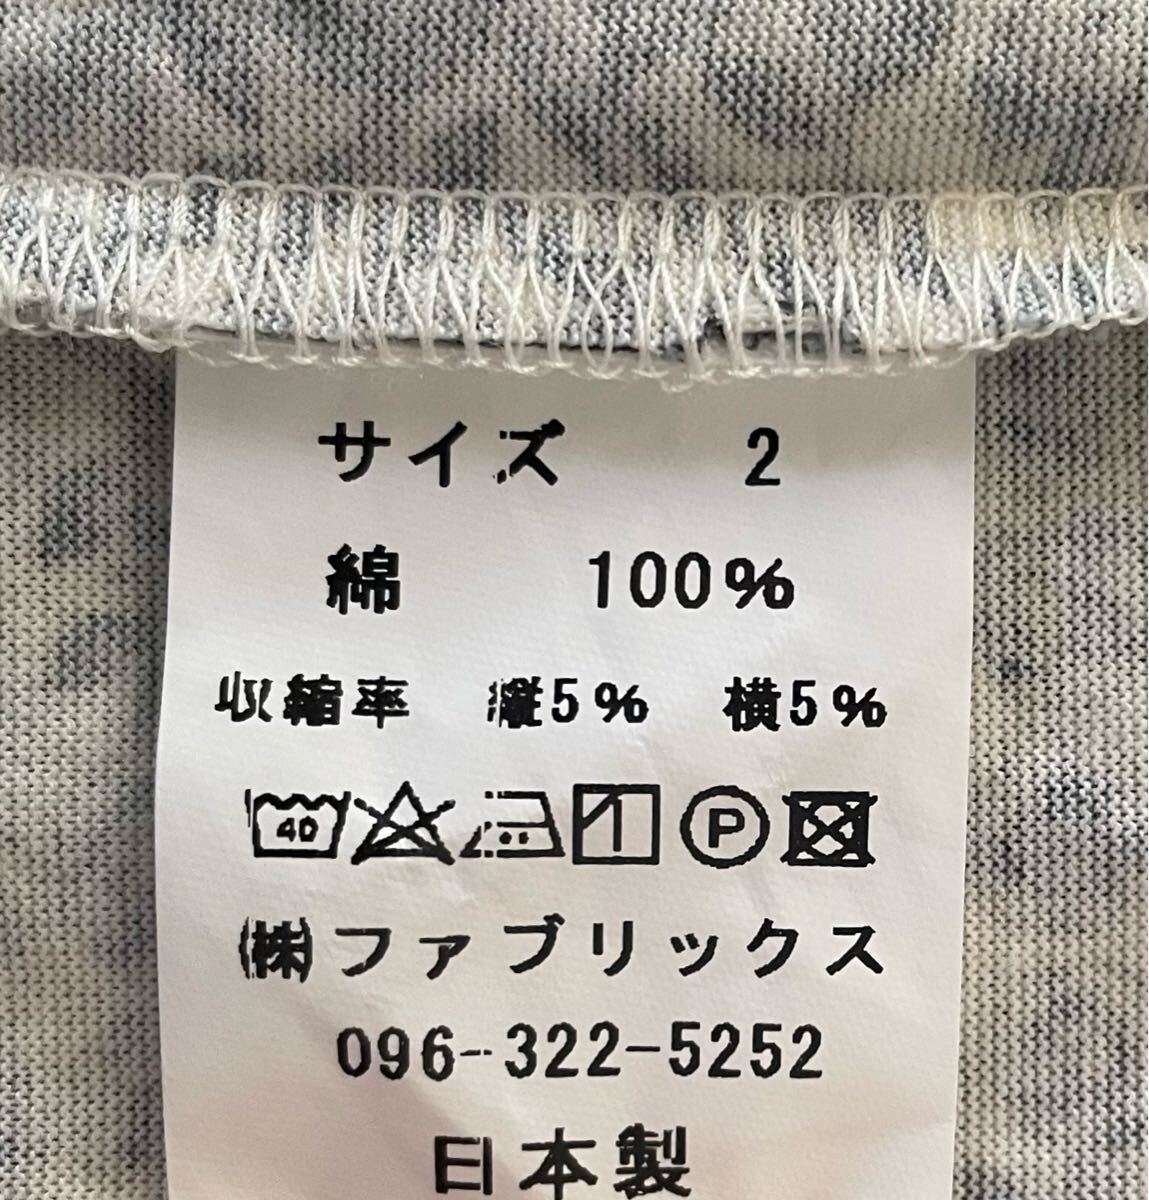 サイズ 2
綿 100%
収縮率 縦5% 横5%
40 P
(株)ファブリックス
096-322-5252
日本製